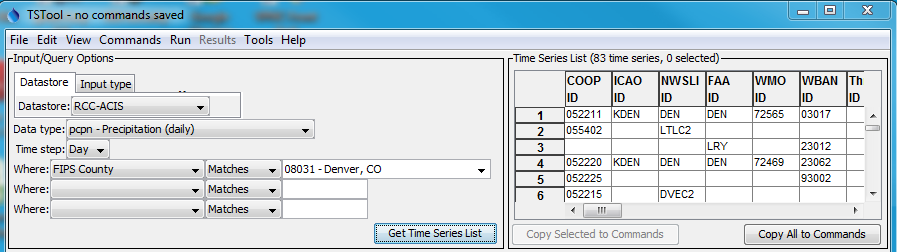 TSTool - no commands saved
File Edit View Commands Run Results Tools Help
Input/Query Options
Datastore Input type
Datastore: RCC-ACIS
Data type: pcpn - Precipitation (daily)
Time step: Day
Where: FIPS County Matches 08031 - Denver, CO
Where: Matches
Where: Matches
Get Time Series List
Time Series List (83 time series, 0 selected)
COOP ID ICAO ID NWSLI ID FAA ID WMO ID WBAN ID Th ID
1 052211 KDEN DEN DEN 72565 03017
2 055402 LTLC2
3 LRY 23012
4 052220 KDEN DEN DEN 72469 23062
5 052225 93002
6 052215 DVEC2
Copy Selected to Commands Copy All to Commands